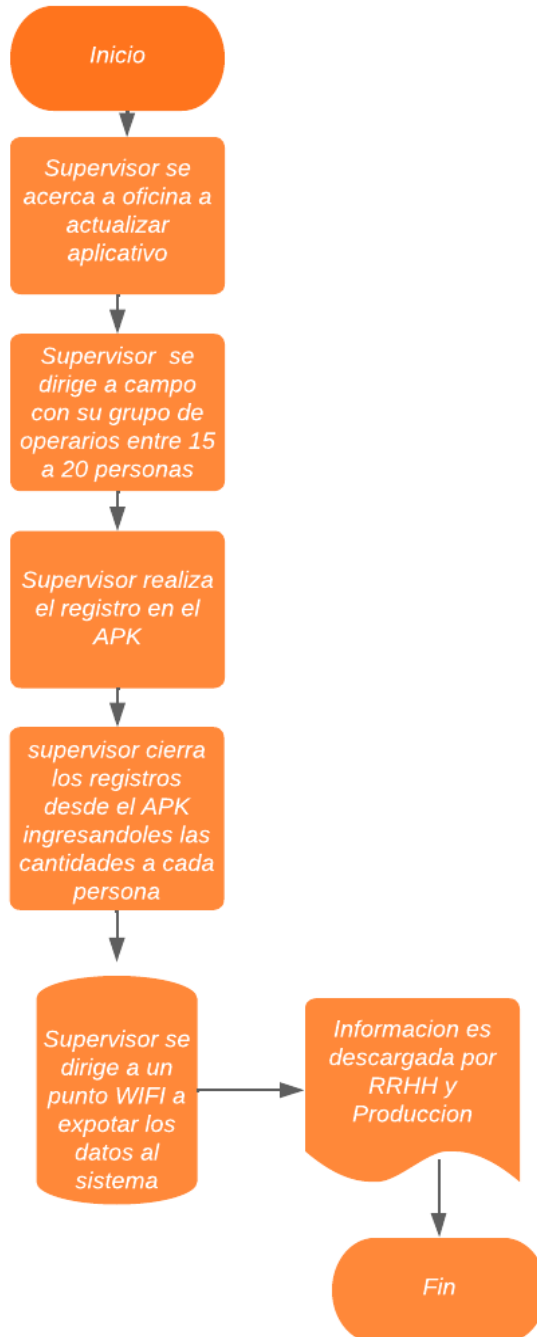 Inicio
Supervisor se
acerca a oficina a
actualizar
aplicativo
Supervisor se
dirige a campo
con su grupo de
operarios entre 15
a 20 personas
Supervisor realiza
el registro en el
APK
supervisor cierra
los registros
desde el APK
ingresandoles las
cantidades a cada
persona
Supervisor se
dirige a un
punto WIFI a
expotar los
datos al
sistema
Informacion es
descargada por
RRHH y
Produccion
Fin